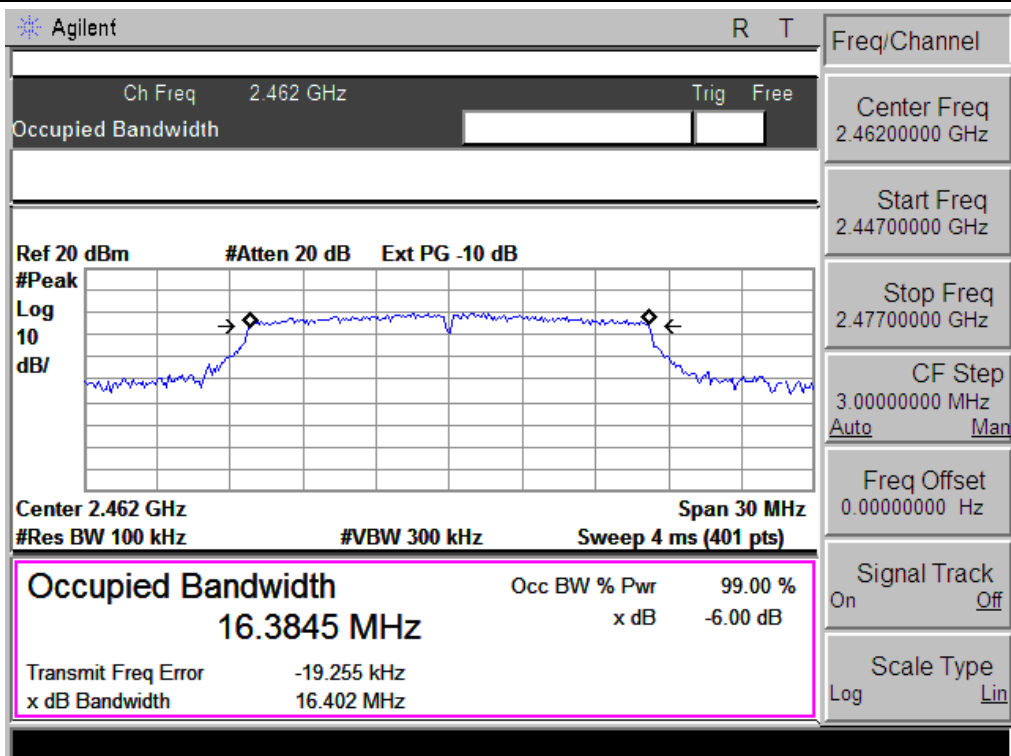 Agilent R T
Ch Freq 2.462 GHz Trig Free
Occupied Bandwidth
Ref 20 dBm #Atten 20 dB Ext PG -10 dB
#Peak
Log
10
dB/
Center 2.462 GHz Span 30 MHz
#Res BW 100 kHz #VBW 300 kHz Sweep 4 ms (401 pts)
Occupied Bandwidth
16.3845 MHz
Occ BW % Pwr 99.00 %
x dB -6.00 dB
Transmit Freq Error -19.255 kHz
x dB Bandwidth 16.402 MHz
Freq/Channel
Center Freq
2.46200000 GHz
Start Freq
2.44700000 GHz
Stop Freq
2.47700000 GHz
CF Step
3.00000000 MHz
Auto Man
Freq Offset
0.00000000 Hz
Signal Track
On Off
Scale Type
Log Lin